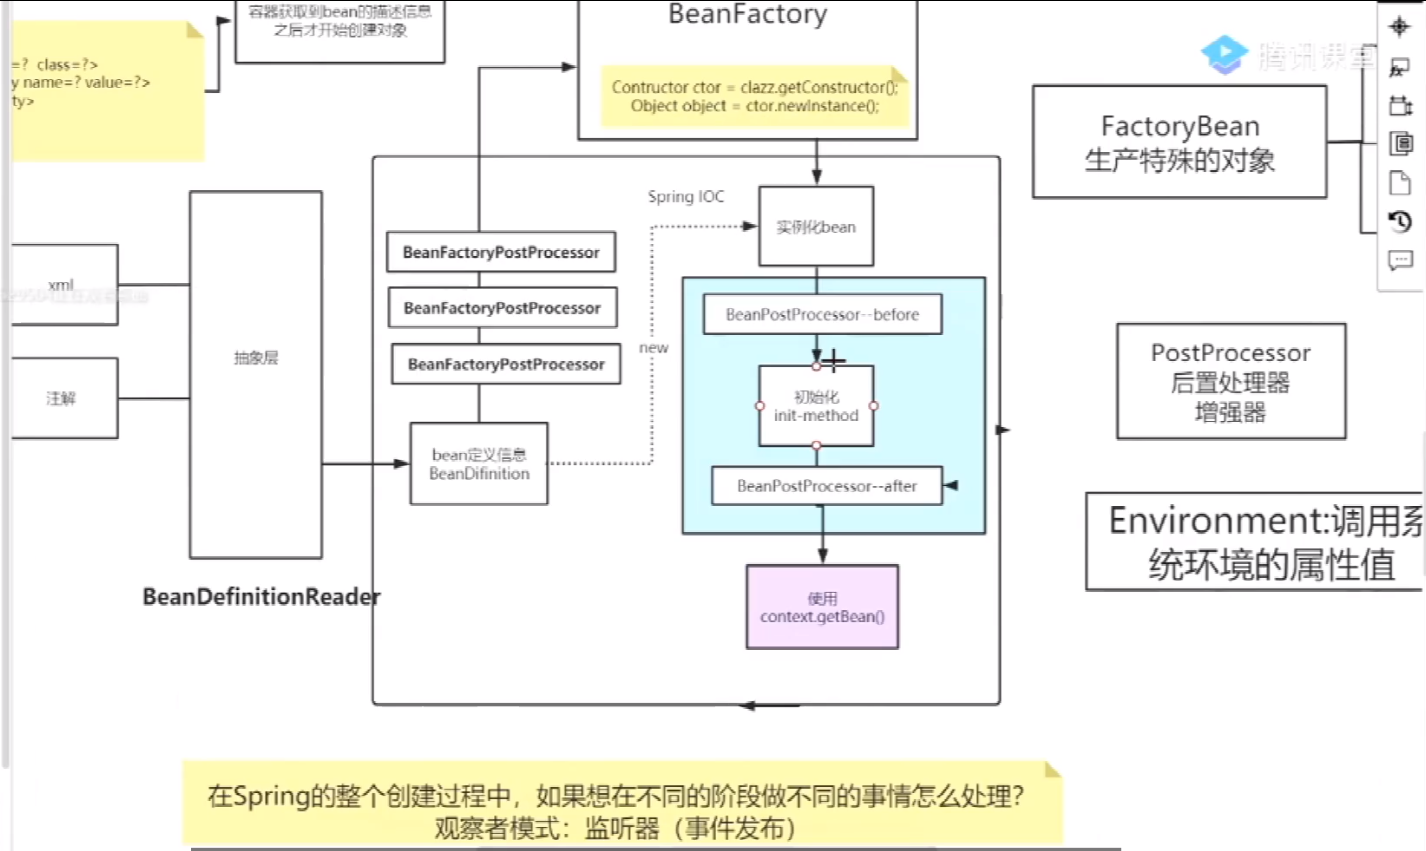 容器获取到bean的描述信息
之后才开始创建对象
=? class=?>
y name=? value=?>
ty>
BeanFactory
Contructor ctor = clazz.getConstructor();
Object object = ctor.newInstance();
腾讯课堂
FactoryBean
生产特殊的对象
Spring IOC
实例化bean
xml
注解
抽象层
BeanFactoryPostProcessor
BeanFactoryPostProcessor
BeanFactoryPostProcessor
new
BeanPostProcessor--before
初始化
init-method
BeanPostProcessor--after
bean定义信息
BeanDifinition
PostProcessor
后置处理器
增强器
Environment:调用系
统环境的属性值
BeanDefinitionReader
使用
context.getBean()
在Spring的整个创建过程中，如果想在不同的阶段做不同的事情怎么处理？
观察者模式：监听器（事件发布）